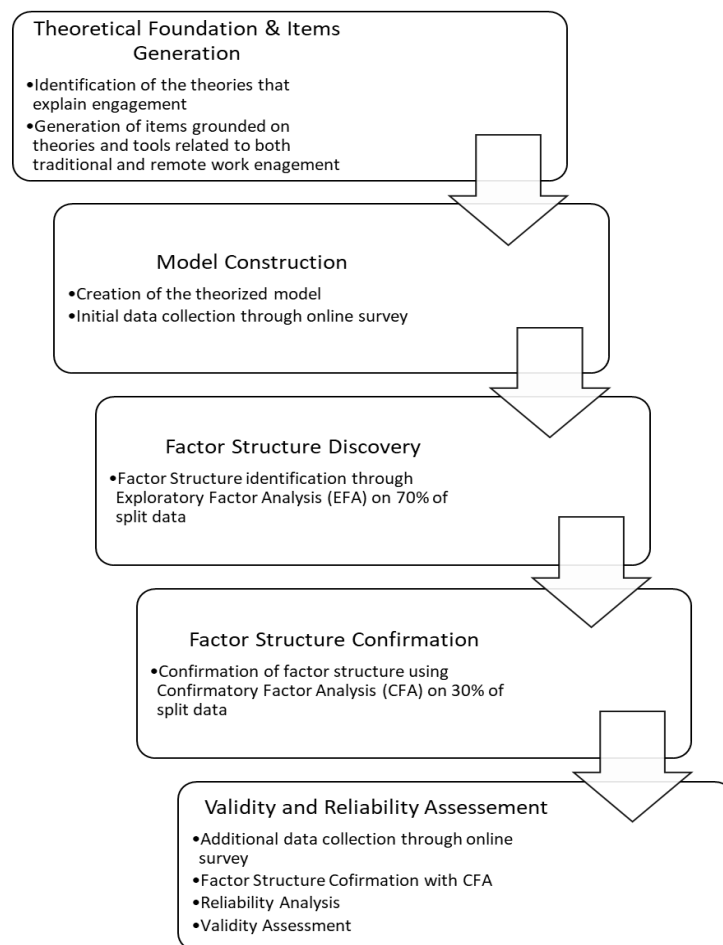 Theoretical Foundation & Items
Generation
•Identification of the theories that
explain engagement
•Generation of items grounded on
theories and tools related to both
traditional and remote work enagement
Model Construction
•Creation of the theorized model
•Initial data collection through online survey
Factor Structure Discovery
•Factor Structure identification through
Exploratory Factor Analysis (EFA) on 70% of
split data
Factor Structure Confirmation
•Confirmation of factor structure using
Confirmatory Factor Analysis (CFA) on 30% of
split data
Validity and Reliability Assessement
•Additional data collection through online
survey
•Factor Structure Cofirmation with CFA
•Reliability Analysis
•Validity Assessment